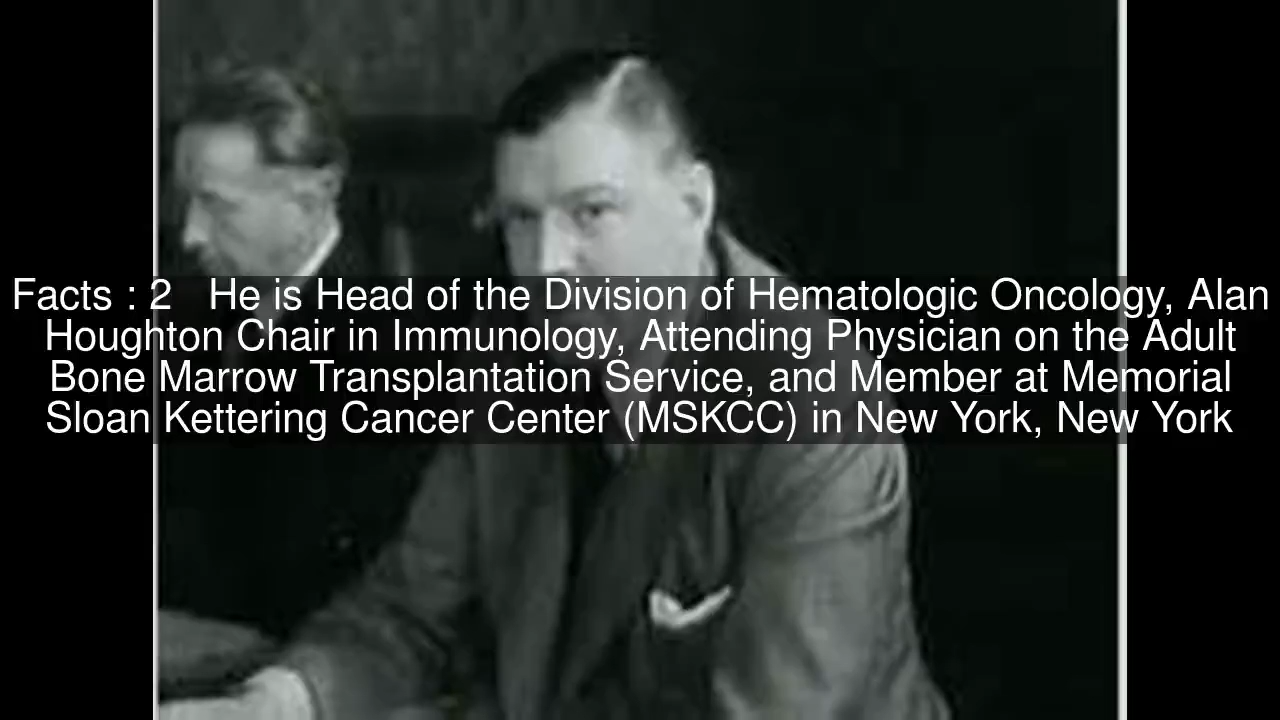 Facts : 2   He is Head of the Division of Hematologic Oncology, Alan
Houghton Chair in Immunology, Attending Physician on the Adult
Bone Marrow Transplantation Service, and Member at Memorial
Sloan Kettering Cancer Center (MSKCC) in New York, New York